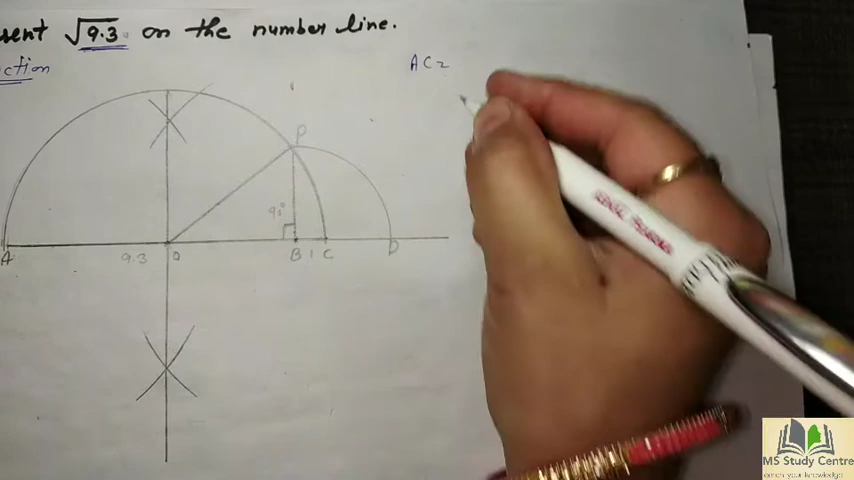 sent √9.3 on the number line.
ction
AC=
P
90°
A 9.3 O B 1 C D
MS Study Centre